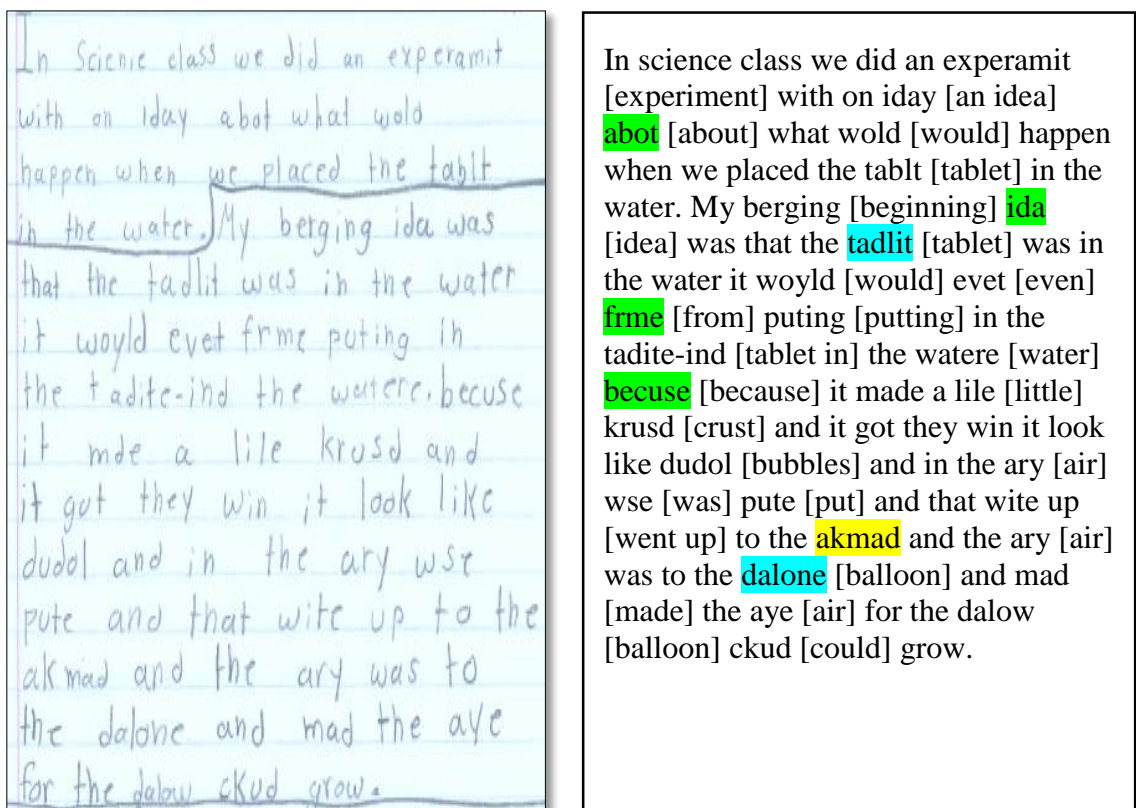 In Scienic class we did an experamit
with on iday abot what wold
happen when we placed the tablt
in the water. My berging ida was
that the tadlit was in the water
it woyld evet frme puting in
the tadite-ind the watere. becuse
it mde a lile krusd and
it got they win it look like
dudol and in the ary wse
pute and that wite up to the
akmad and the ary was to
the dalone and mad the aye
for the dalow ckud grow.
In science class we did an experamit
[experiment] with on iday [an idea]
abot [about] what wold [would] happen
when we placed the tablt [tablet] in the
water. My berging [beginning] ida
[idea] was that the tadlit [tablet] was in
the water it woyld [would] evet [even]
frme [from] puting [putting] in the
tadite-ind [tablet in] the watere [water]
becuse [because] it made a lile [little]
krusd [crust] and it got they win it look
like dudol [bubbles] and in the ary [air]
wse [was] pute [put] and that wite up
[went up] to the akmad and the ary [air]
was to the dalone [balloon] and mad
[made] the aye [air] for the dalow
[balloon] ckud [could] grow.